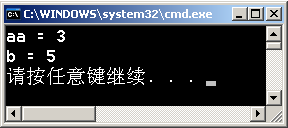 C:\WINDOWS\system32\cmd.exe
aa = 3
b = 5
请按任意键继续. . .